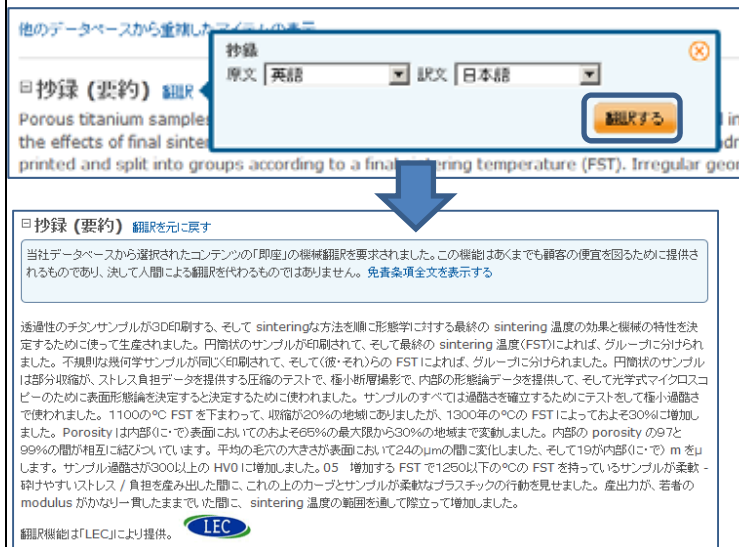 他のデータベースから重複したアイテムの表示
抄録
原文 英語 訳文 日本語
翻訳する
抄録 (要約) 翻訳
Porous titanium samples
the effects of final sinter
printed and split into groups according to a final sintering temperature (FST). Irregular geor
抄録 (要約) 翻訳を元に戻す
当社データベースから選択されたコンテンツの「即座」の機械翻訳を要求されました。この機能はあくまでも顧客の便宜を図るために提供さ
れるものであり、決して人間による翻訳を代わるものではありません。 免責条項全文を表示する
透過性のチタンサンプルが3D印刷する、そして sinteringな方法を順に形態学に対する最終の sintering 温度の効果と機械の特性を決
定するために使って生産されました。円筒状のサンプルが印刷されて、そして最終の sintering 温度(FST)によれば、グループに分けられ
ました。不規則な幾何学サンプルが同じく印刷されて、そして(彼・それ)らの FST によれば、グループに分けられました。円筒状のサンプル
は部分収縮が、ストレス負担データを提供する圧縮のテストで、極小断層撮影で、内部の形態論データを提供して、そして光学式マイクロスコ
ピーのために表面形態論を決定すると決定するために使われました。サンプルのすべては過酷さを確立するためにテストをして極小過酷さ
で使われました。1100の℃ FST を下まわって、収縮が20%の地域にありましたが、1300年の℃の FST によっておよそ30%に増加し
ました。Porosity は内部(に・で)表面においてのおよそ65%の最大限から30%の地域まで変動しました。内部の porosity の97と
99%の間が相互に結びついています。平均の毛穴の大きさが表面において24のμmの間に変化しました、そして19が内部(に・で) m をμ
します。サンプル過酷さが300以上の HV0 に増加しました。05 増加する FST で1250以下の℃の FST を持っているサンプルが柔軟 -
砕けやすいストレス / 負担を産み出した間に、これの上のカーブとサンプルが柔軟なプラスチックの行動を見せました。産出力が、若者の
modulus がかなり一貫したままでいた間に、 sintering 温度の範囲を通して際立って増加しました。
翻訳機能は「LEC」により提供。 LEC